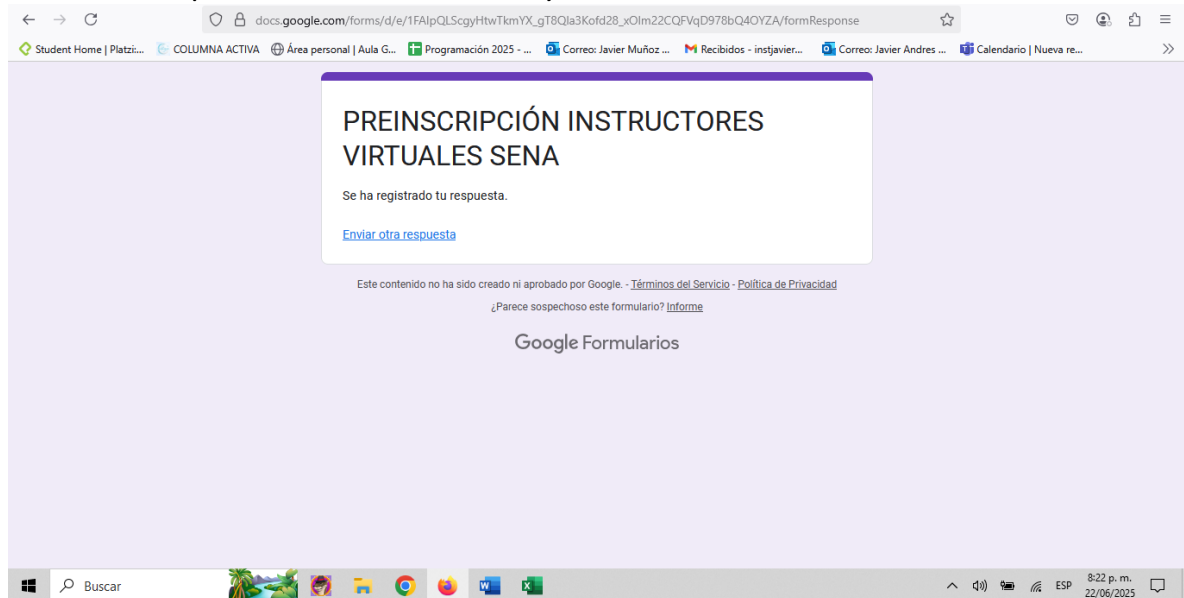 docs.google.com/forms/d/e/1FAIpQLScgyHtwTkmYX_gT8Qla3Kofd28_xOlm22CQFVqD978bQ4OYZA/formResponse
Student Home | Platzi:... COLUMNA ACTIVA Área personal | Aula G... Programación 2025 - ... Correo: Javier Muñoz ... Recibidos - instjavier... Correo: Javier Andres ... Calendario | Nueva re...
PREINSCRIPCIÓN INSTRUCTORES
VIRTUALES SENA
Se ha registrado tu respuesta.
Enviar otra respuesta
Este contenido no ha sido creado ni aprobado por Google. - Términos del Servicio - Política de Privacidad
¿Parece sospechoso este formulario? Informe
Google Formularios
Buscar
ESP
8:22 p. m.
22/06/2025